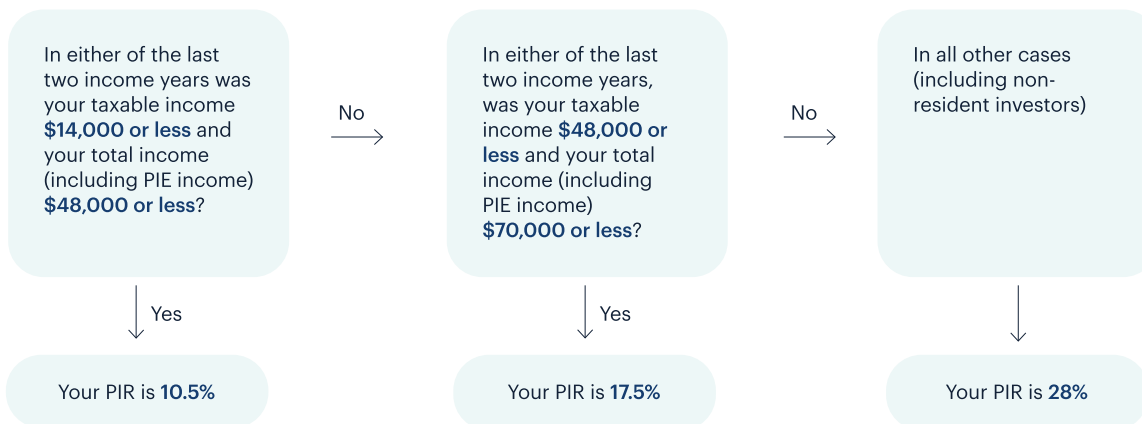 In either of the last
two income years was
your taxable income
$14,000 or less and
your total income
(including PIE income)
$48,000 or less?
No
In either of the last
two income years,
was your taxable
income $48,000 or
less and your total
income (including
PIE income)
$70,000 or less?
No
In all other cases
(including non-
resident investors)
Yes
Yes
Your PIR is 10.5%
Your PIR is 17.5%
Your PIR is 28%